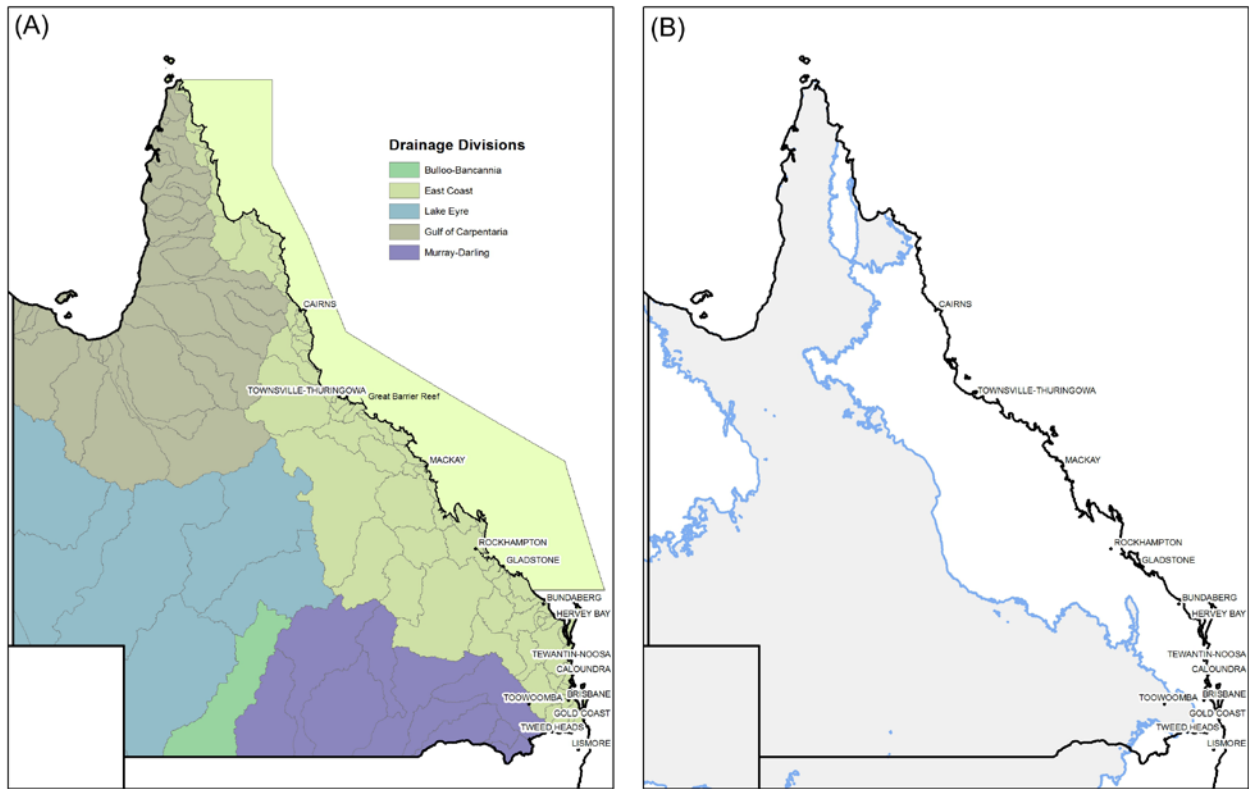 (A)
Drainage Divisions
Bulloo-Bancannia
East Coast
Lake Eyre
Gulf of Carpentaria
Murray-Darling
CAIRNS
TOWNSVILLE-THURINGOWA
Great Barrier Reef
MACKAY
ROCKHAMPTON
GLADSTONE
BUNDABERG
HERVEY BAY
TEWANTIN-NOOSA
CALOUNDRA
TOOWOOMBA
BRISBANE
GOLD COAST
TWEED HEADS
LISMORE
(B)
CAIRNS
TOWNSVILLE-THURINGOWA
MACKAY
ROCKHAMPTON
GLADSTONE
BUNDABERG
HERVEY BAY
TEWANTIN-NOOSA
CALOUNDRA
TOOWOOMBA
BRISBANE
GOLD COAST
TWEED HEADS
LISMORE